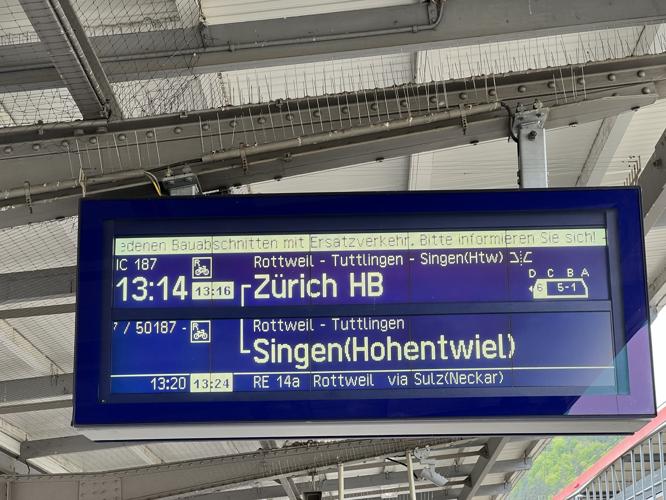 edenen Bauabschnitten mit Ersatzverkehr. Bitte informieren Sie sich! -
IC 187 Rottweil - Tuttlingen - Singen(Htw)
13:14 13:16 Zürich HB
D C B A
6 5-1
7 / 50187 - Rottweil - Tuttlingen
Singen(Hohentwiel)
13:20 13:24 RE 14a Rottweil via Sulz(Neckar)